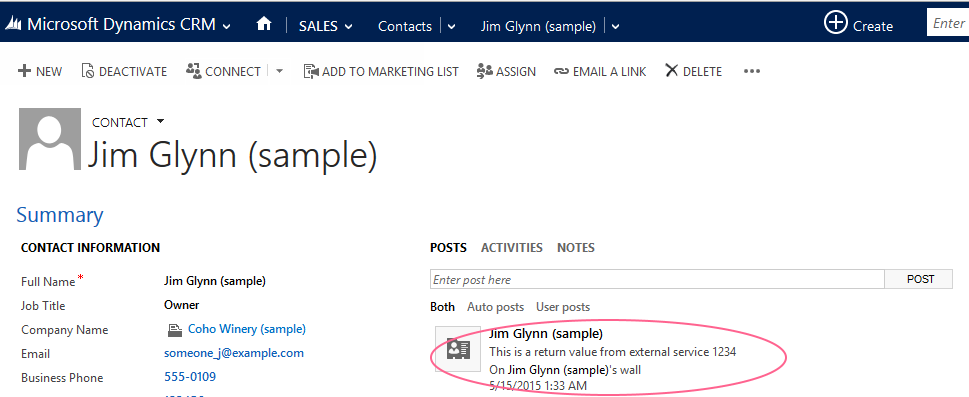 Microsoft Dynamics CRM SALES Contacts Jim Glynn (sample) Create Enter
NEW DEACTIVATE CONNECT ADD TO MARKETING LIST ASSIGN EMAIL A LINK DELETE •••
CONTACT
Jim Glynn (sample)
Summary
CONTACT INFORMATION
Full Name* Jim Glynn (sample)
Job Title Owner
Company Name Coho Winery (sample)
Email someone_j@example.com
Business Phone 555-0109
POSTS ACTIVITIES NOTES
Enter post here POST
Both Auto posts User posts
Jim Glynn (sample)
This is a return value from external service 1234
On Jim Glynn (sample)'s wall
5/15/2015 1:33 AM